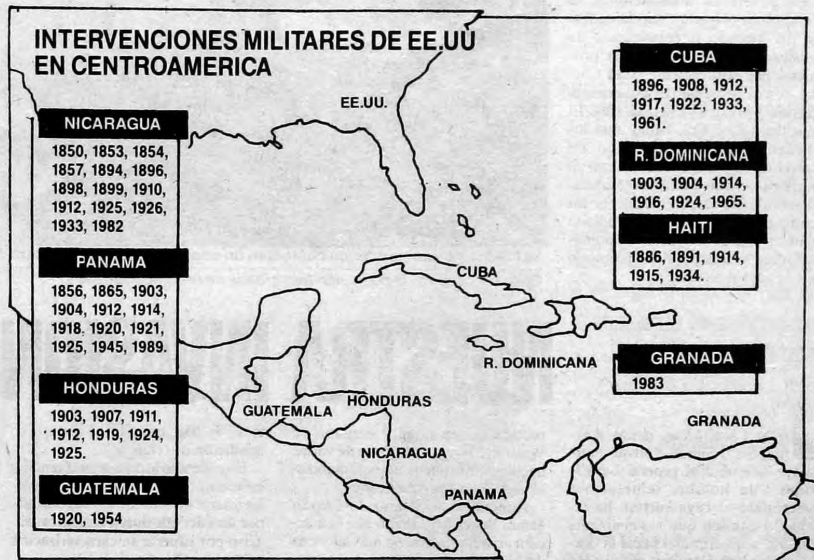 INTERVENCIONES MILITARES DE EE.UU
EN CENTROAMERICA
EE.UU.
NICARAGUA
1850, 1853, 1854,
1857, 1894, 1896,
1898, 1899, 1910,
1912, 1925, 1926,
1933, 1982
PANAMA
1856, 1865, 1903,
1904, 1912, 1914,
1918, 1920, 1921,
1925, 1945, 1989.
HONDURAS
1903, 1907, 1911,
1912, 1919, 1924,
1925.
GUATEMALA
1920, 1954
CUBA
1896, 1908, 1912,
1917, 1922, 1933,
1961.
R. DOMINICANA
1903, 1904, 1914,
1916, 1924, 1965.
HAITI
1886, 1891, 1914,
1915, 1934.
GRANADA
1983
CUBA
R. DOMINICANA
GUATEMALA
HONDURAS
NICARAGUA
PANAMA
GRANADA